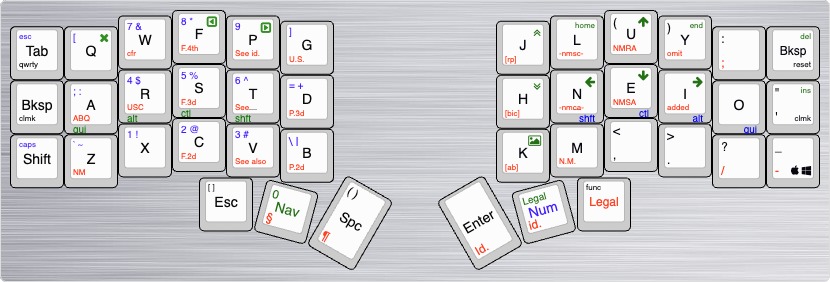 esc
Tab
qwrty
[
Q
7 &
W
cfr
8 *
F
F.4th
9
P
See id.
]
G
U.S.
J
[rp]
home
L
-nmsc-
(
U
NMRA
)
end
Y
omit
:
;
del
Bksp
reset
Bksp
clmk
; :
A
ABQ
gui
4 $
R
USC
alt
5 %
S
F.3d
ctl
6 ^
T
See...
shft
= +
D
P.3d
H
[bic]
N
-nmca-
shft
E
NMSA
ctl
I
added
alt
O
gui
"
ins
,
clmk
caps
Shift
` ~
Z
NM
1 !
X
2 @
C
F.2d
3 #
V
See also
\ |
B
P.2d
K
[ab]
M
N.M.
<
,
>
.
?
/
_
-
[ ]
Esc
0
Nav
§
( )
Spc
¶
Enter
Id.
Legal
Num
id.
func
Legal